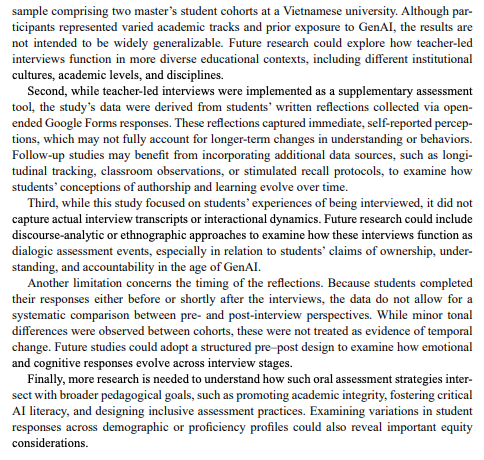 sample comprising two master's student cohorts at a Vietnamese university. Although par-
ticipants represented varied academic tracks and prior exposure to GenAI, the results are
not intended to be widely generalizable. Future research could explore how teacher-led
interviews function in more diverse educational contexts, including different institutional
cultures, academic levels, and disciplines.
Second, while teacher-led interviews were implemented as a supplementary assessment
tool, the study's data were derived from students' written reflections collected via open-
ended Google Forms responses. These reflections captured immediate, self-reported percep-
tions, which may not fully account for longer-term changes in understanding or behaviors.
Follow-up studies may benefit from incorporating additional data sources, such as longi-
tudinal tracking, classroom observations, or stimulated recall protocols, to examine how
students' conceptions of authorship and learning evolve over time.
Third, while this study focused on students' experiences of being interviewed, it did not
capture actual interview transcripts or interactional dynamics. Future research could include
discourse-analytic or ethnographic approaches to examine how these interviews function as
dialogic assessment events, especially in relation to students' claims of ownership, under-
standing, and accountability in the age of GenAI.
Another limitation concerns the timing of the reflections. Because students completed
their responses either before or shortly after the interviews, the data do not allow for a
systematic comparison between pre- and post-interview perspectives. While minor tonal
differences were observed between cohorts, these were not treated as evidence of temporal
change. Future studies could adopt a structured pre–post design to examine how emotional
and cognitive responses evolve across interview stages.
Finally, more research is needed to understand how such oral assessment strategies inter-
sect with broader pedagogical goals, such as promoting academic integrity, fostering critical
AI literacy, and designing inclusive assessment practices. Examining variations in student
responses across demographic or proficiency profiles could also reveal important equity
considerations.